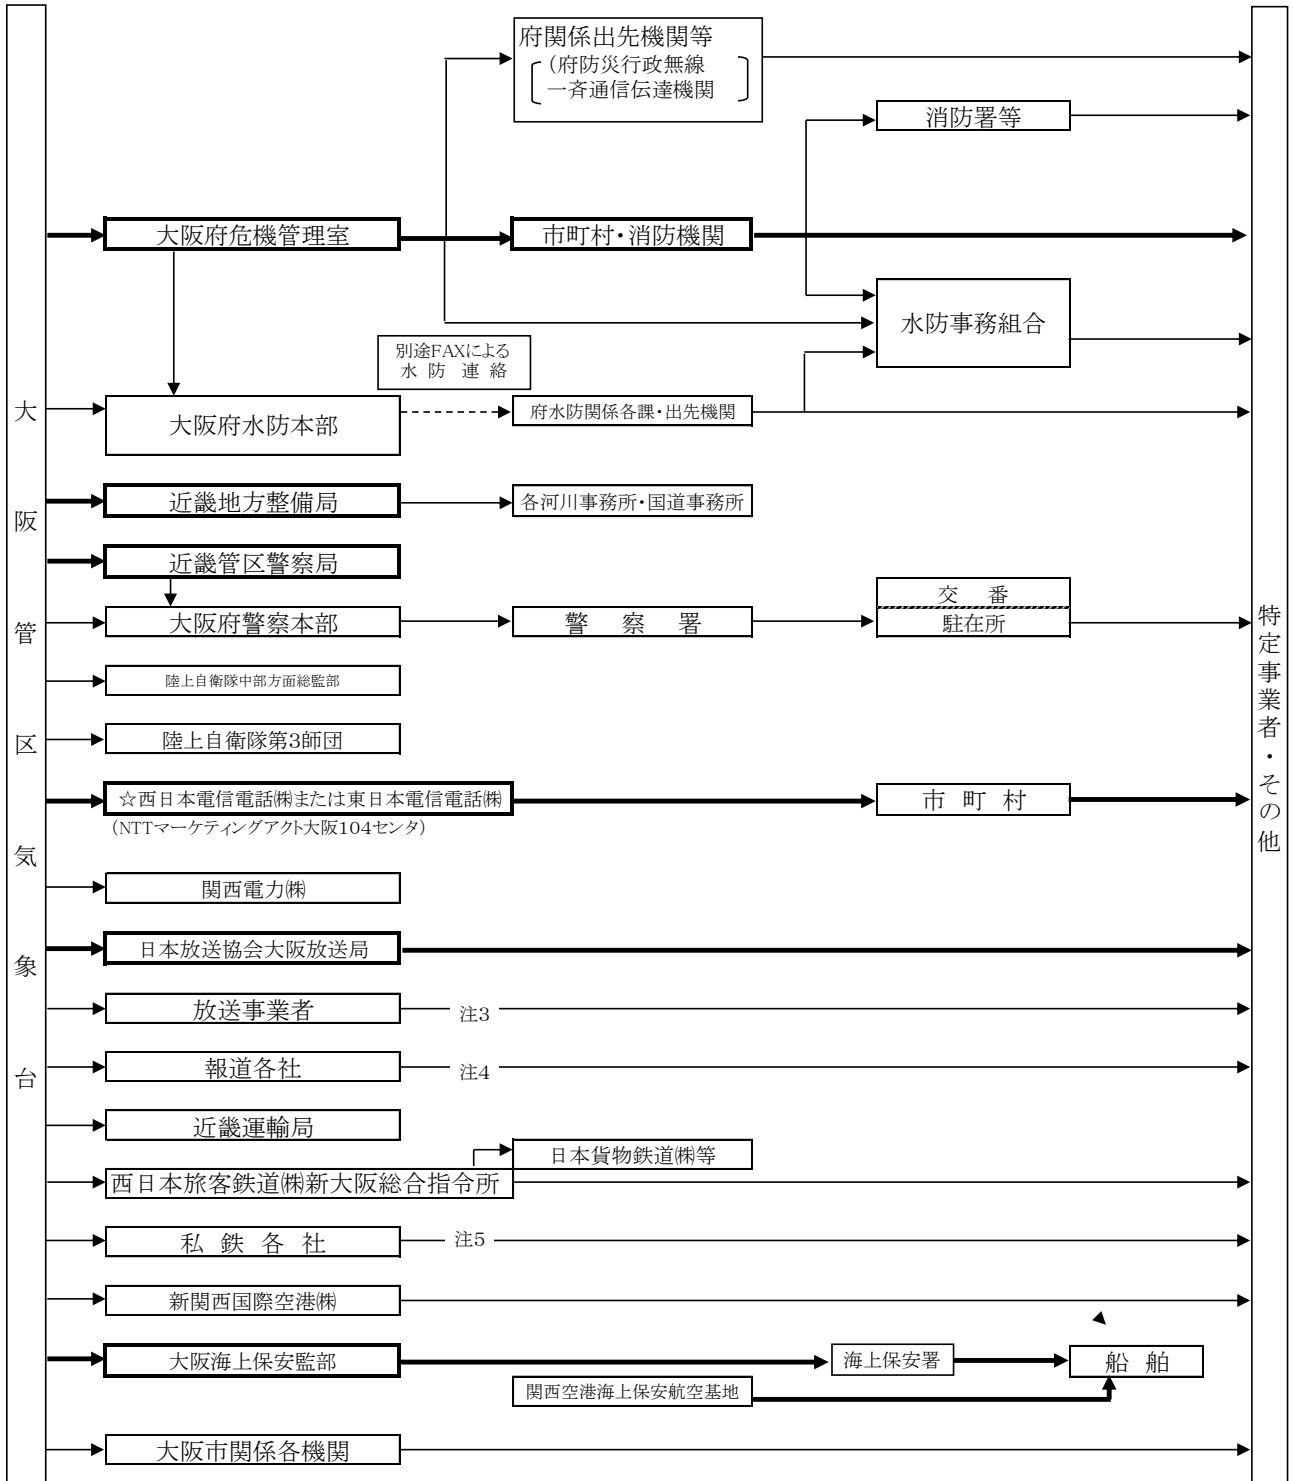 大阪管区気象台
府関係出先機関等
(府防災行政無線
一斉通信伝達機関
消防署等
大阪府危機管理室
市町村・消防機関
水防事務組合
別途FAXによる
水防連絡
大阪府水防本部
府水防関係各課・出先機関
近畿地方整備局
各河川事務所・国道事務所
近畿管区警察局
大阪府警察本部
警察署
交番
駐在所
陸上自衛隊中部方面総監部
陸上自衛隊第3師団
☆西日本電信電話㈱または東日本電信電話㈱
(NTTマーケティングアクト大阪104センタ)
市町村
関西電力㈱
日本放送協会大阪放送局
放送事業者
注3
報道各社
注4
近畿運輸局
日本貨物鉄道㈱等
西日本旅客鉄道㈱新大阪総合指令所
私鉄各社
注5
新関西国際空港㈱
大阪海上保安監部
海上保安署
船舶
関西空港海上保安航空基地
大阪市関係各機関
特定事業者・その他